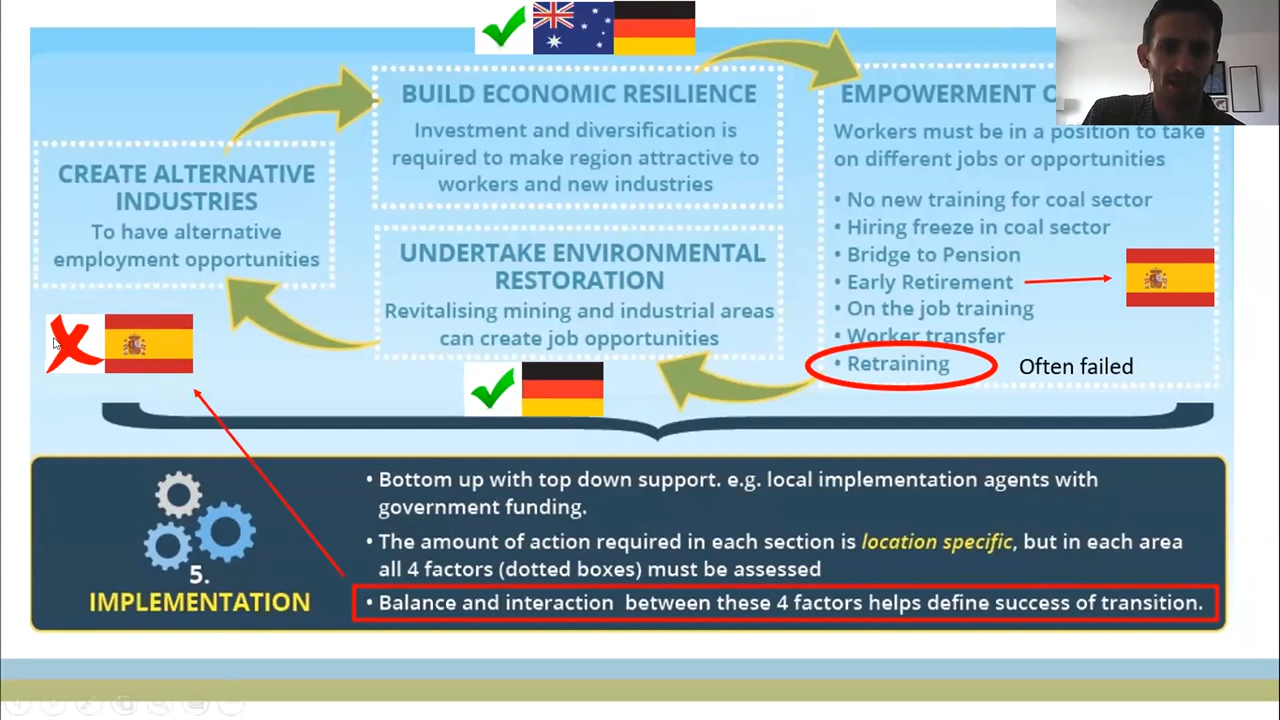 BUILD ECONOMIC RESILIENCE
Investment and diversification is
required to make region attractive to
workers and new industries
EMPOWERMENT
Workers must be in a position to take
on different jobs or opportunities
• No new training for coal sector
• Hiring freeze in coal sector
• Bridge to Pension
• Early Retirement
• On the job training
• Worker transfer
• Retraining
Often failed
CREATE ALTERNATIVE
INDUSTRIES
To have alternative
employment opportunities
UNDERTAKE ENVIRONMENTAL
RESTORATION
Revitalising mining and industrial areas
can create job opportunities
5.
IMPLEMENTATION
• Bottom up with top down support. e.g. local implementation agents with
government funding.
• The amount of action required in each section is location specific, but in each area
all 4 factors (dotted boxes) must be assessed
• Balance and interaction between these 4 factors helps define success of transition.